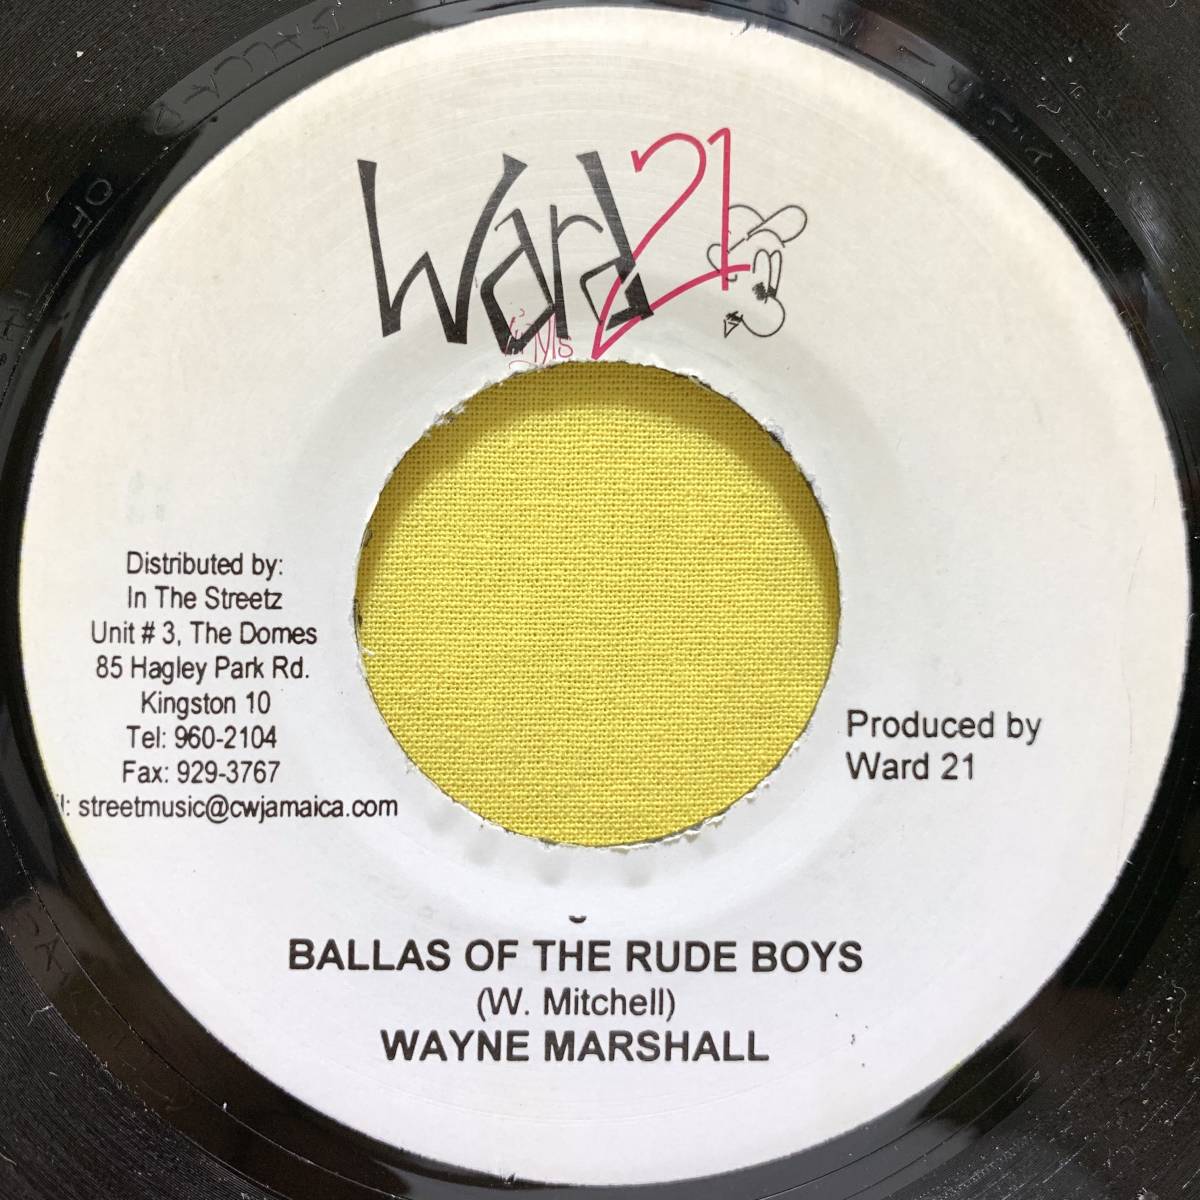 Ward 21
Distributed by:
In The Streetz
Unit # 3, The Domes
85 Hagley Park Rd.
Kingston 10
Tel: 960-2104
Fax: 929-3767
l: streetmusic@cwjamaica.com
Produced by
Ward 21
BALLAS OF THE RUDE BOYS
(W. Mitchell)
WAYNE MARSHALL
OF